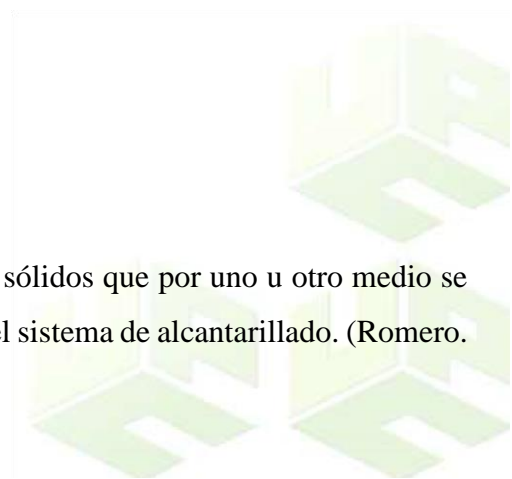 sólidos que por uno u otro medio se
el sistema de alcantarillado. (Romero.